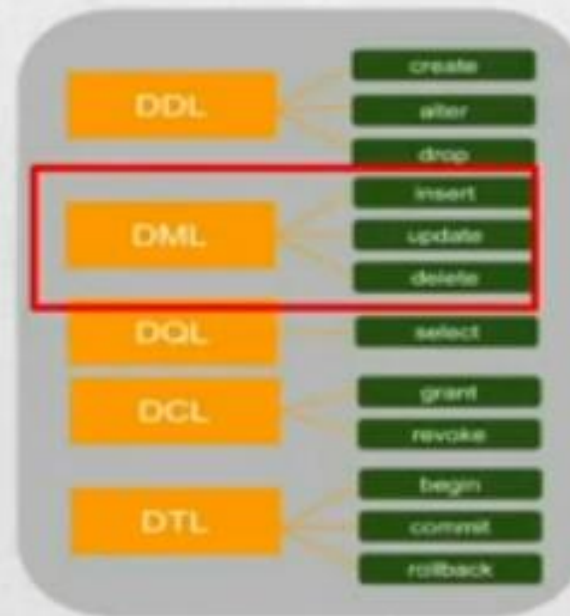 DDL
create
alter
drop
DML
insert
update
delete
DQL
select
DCL
grant
revoke
DTL
begin
commit
rollback